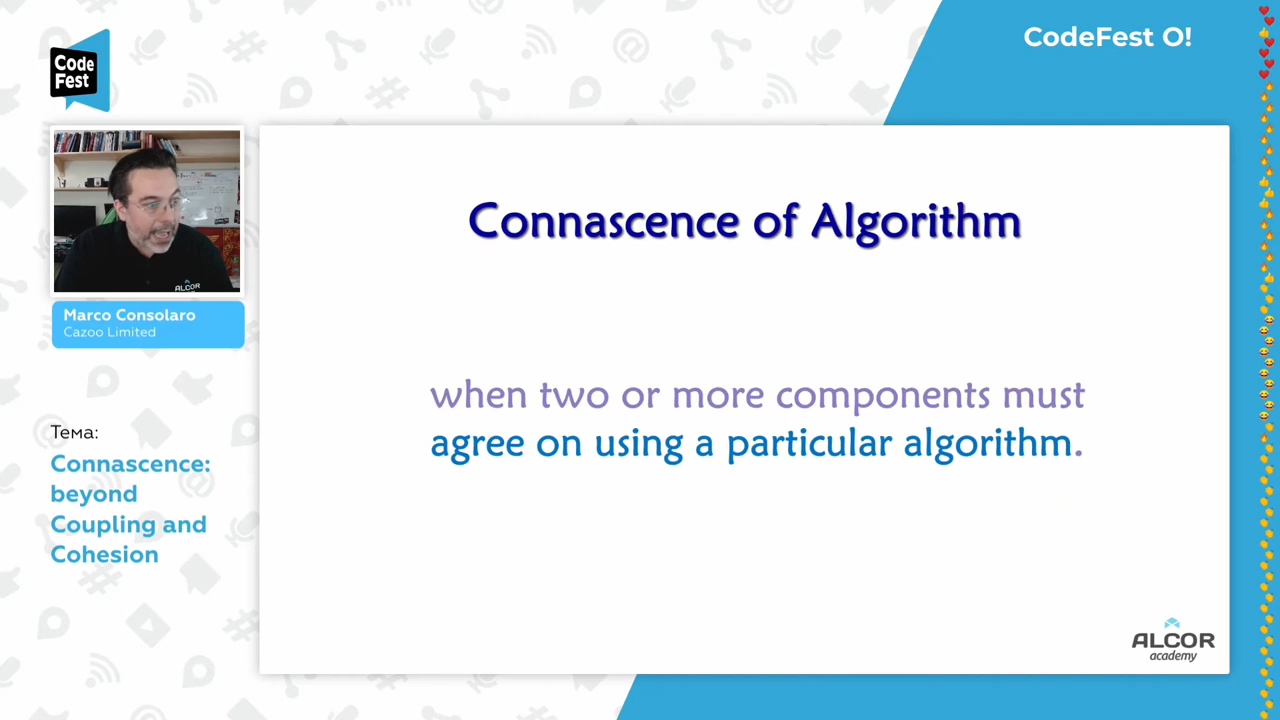 Code
Fest
CodeFest O!
ALCOR
Marco Consolaro
Cazoo Limited
Тема:
Connascence:
beyond
Coupling and
Cohesion
Connascence of Algorithm
when two or more components must
agree on using a particular algorithm.
ALCOR
academy